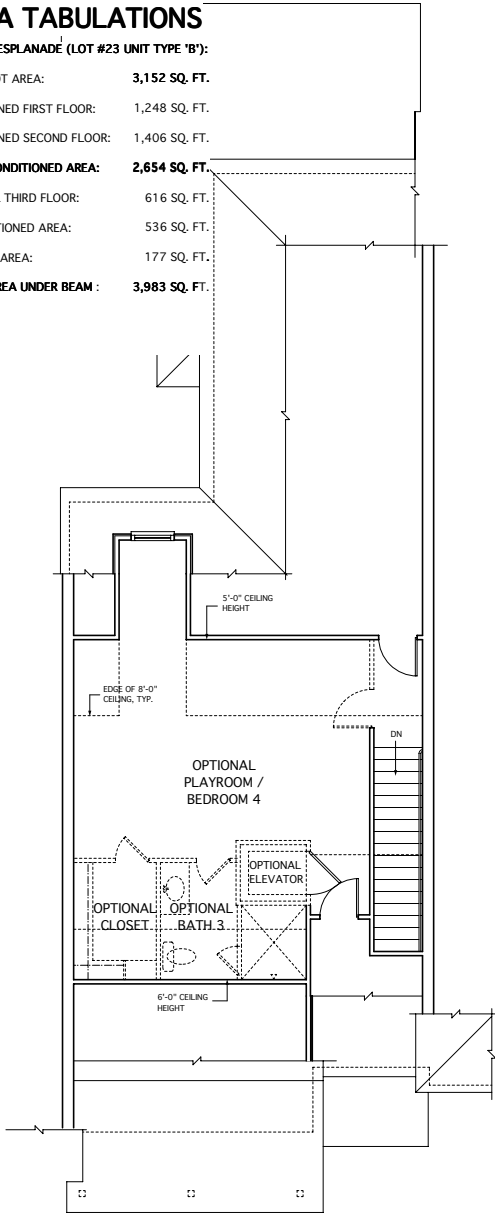 A TABULATIONS
ESPLANADE (LOT #23 UNIT TYPE 'B'):
T AREA: 3,152 SQ. FT.
NED FIRST FLOOR: 1,248 SQ. FT.
NED SECOND FLOOR: 1,406 SQ. FT.
ONDITIONED AREA: 2,654 SQ. FT.
THIRD FLOOR: 616 SQ. FT.
TIONED AREA: 536 SQ. FT.
AREA: 177 SQ. FT.
REA UNDER BEAM : 3,983 SQ. FT.
5'-0" CEILING
HEIGHT
EDGE OF 8'-0"
CEILING, TYP.
DN
OPTIONAL
PLAYROOM /
BEDROOM 4
OPTIONAL
ELEVATOR
OPTIONAL
CLOSET
OPTIONAL
BATH 3
6'-0" CEILING
HEIGHT